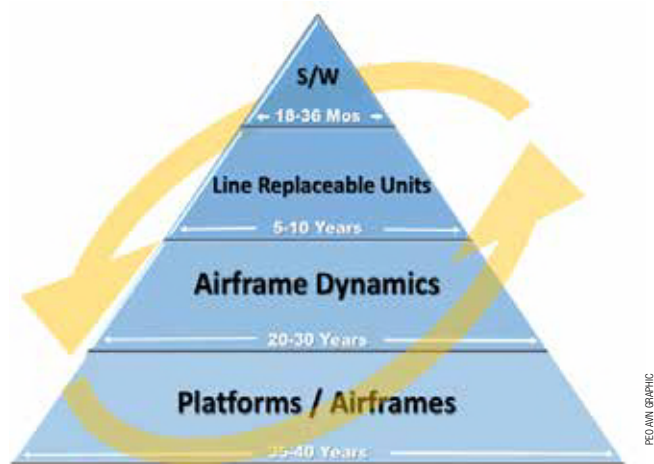 S/W
18-36 Mos
Line Replaceable Units
5-10 Years
Airframe Dynamics
20-30 Years
Platforms / Airframes
35-40 Years
PEO AVN GRAPHIC